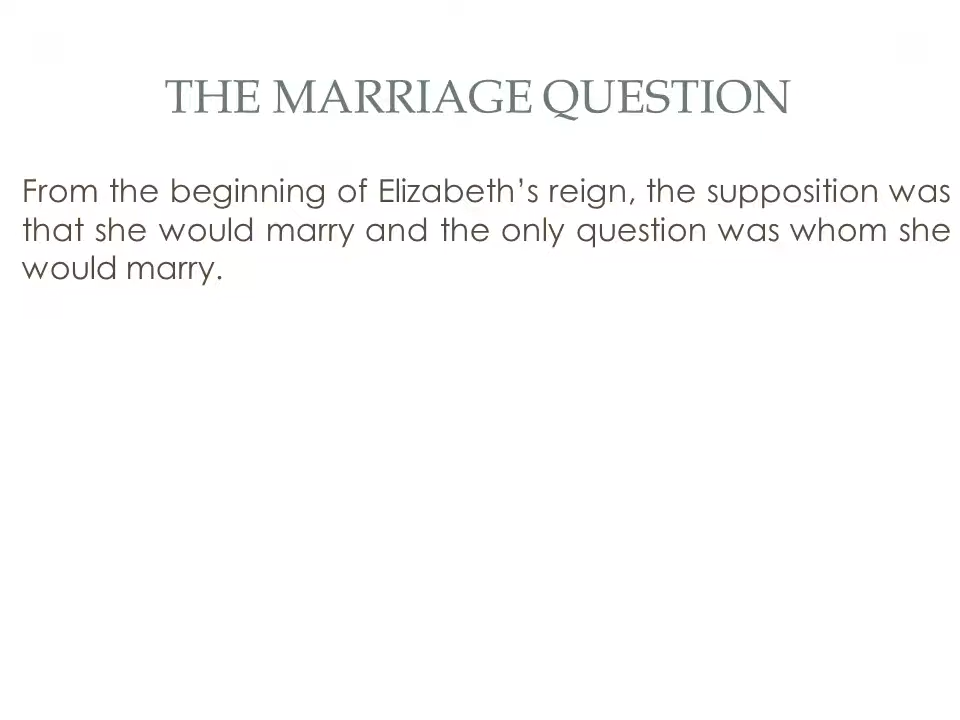 THE MARRIAGE QUESTION
From the beginning of Elizabeth’s reign, the supposition was
that she would marry and the only question was whom she
would marry.